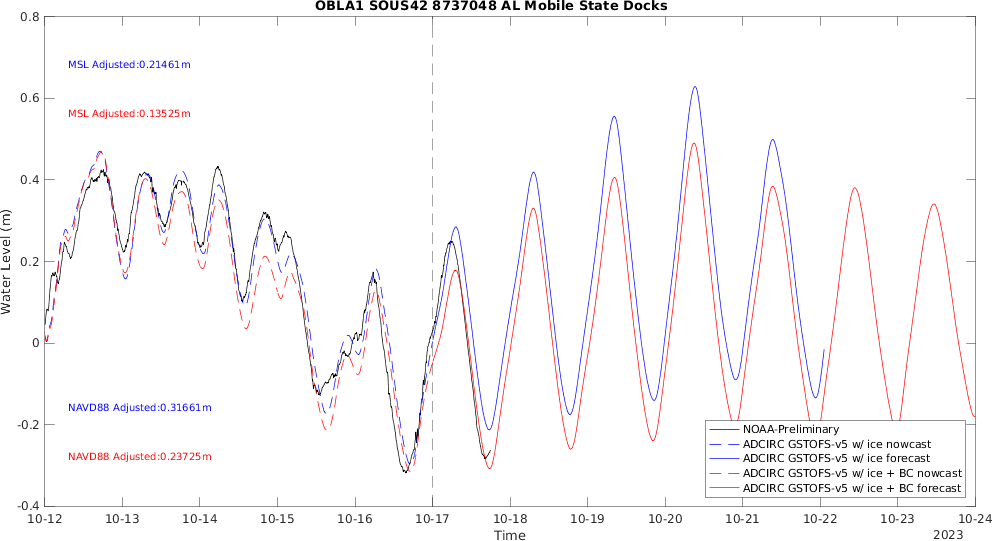 OBLA1 SOUS42 8737048 AL Mobile State Docks
0.8
0.6
0.4
0.2
0
-0.2
-0.4
Water Level (m)
MSL Adjusted:0.21461m
MSL Adjusted:0.13525m
NAVD88 Adjusted:0.31661m
NAVD88 Adjusted:0.23725m
NOAA-Preliminary
ADCIRC GSTOFS-v5 w/ ice nowcast
ADCIRC GSTOFS-v5 w/ ice forecast
ADCIRC GSTOFS-v5 w/ ice + BC nowcast
ADCIRC GSTOFS-v5 w/ ice + BC forecast
10-12 10-13 10-14 10-15 10-16 10-17 10-18 10-19 10-20 10-21 10-22 10-23 10-24
Time
2023